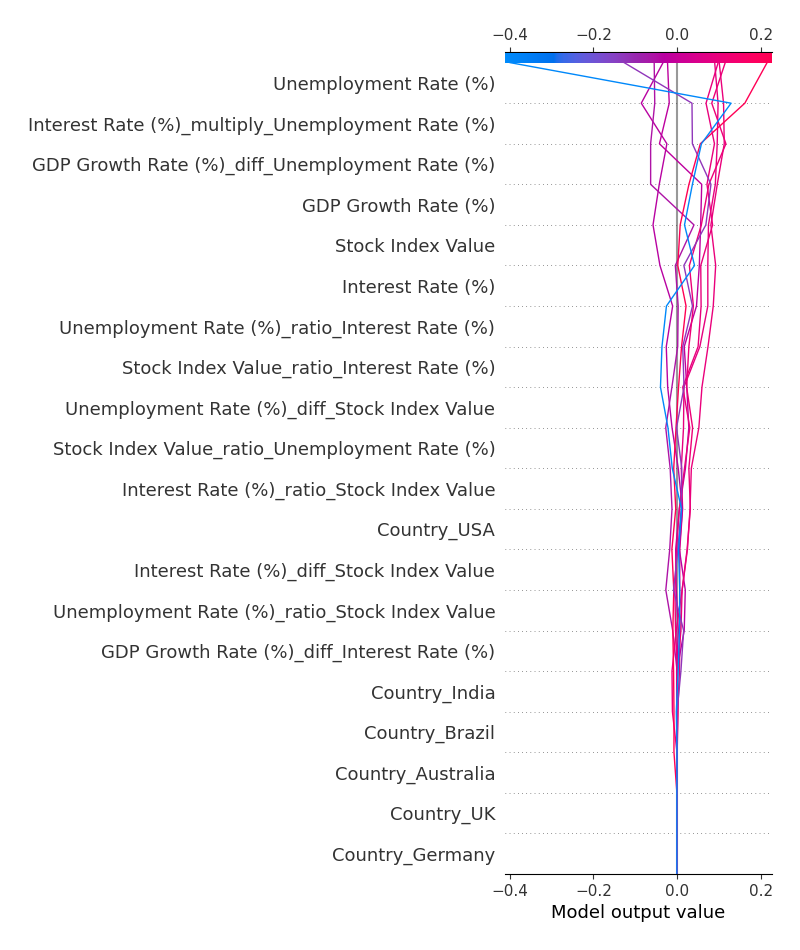 −0.4 −0.2 0.0 0.2
Unemployment Rate (%)
Interest Rate (%)_multiply_Unemployment Rate (%)
GDP Growth Rate (%)_diff_Unemployment Rate (%)
GDP Growth Rate (%)
Stock Index Value
Interest Rate (%)
Unemployment Rate (%)_ratio_Interest Rate (%)
Stock Index Value_ratio_Interest Rate (%)
Unemployment Rate (%)_diff_Stock Index Value
Stock Index Value_ratio_Unemployment Rate (%)
Interest Rate (%)_ratio_Stock Index Value
Country_USA
Interest Rate (%)_diff_Stock Index Value
Unemployment Rate (%)_ratio_Stock Index Value
GDP Growth Rate (%)_diff_Interest Rate (%)
Country_India
Country_Brazil
Country_Australia
Country_UK
Country_Germany
−0.4 −0.2 0.0 0.2
Model output value